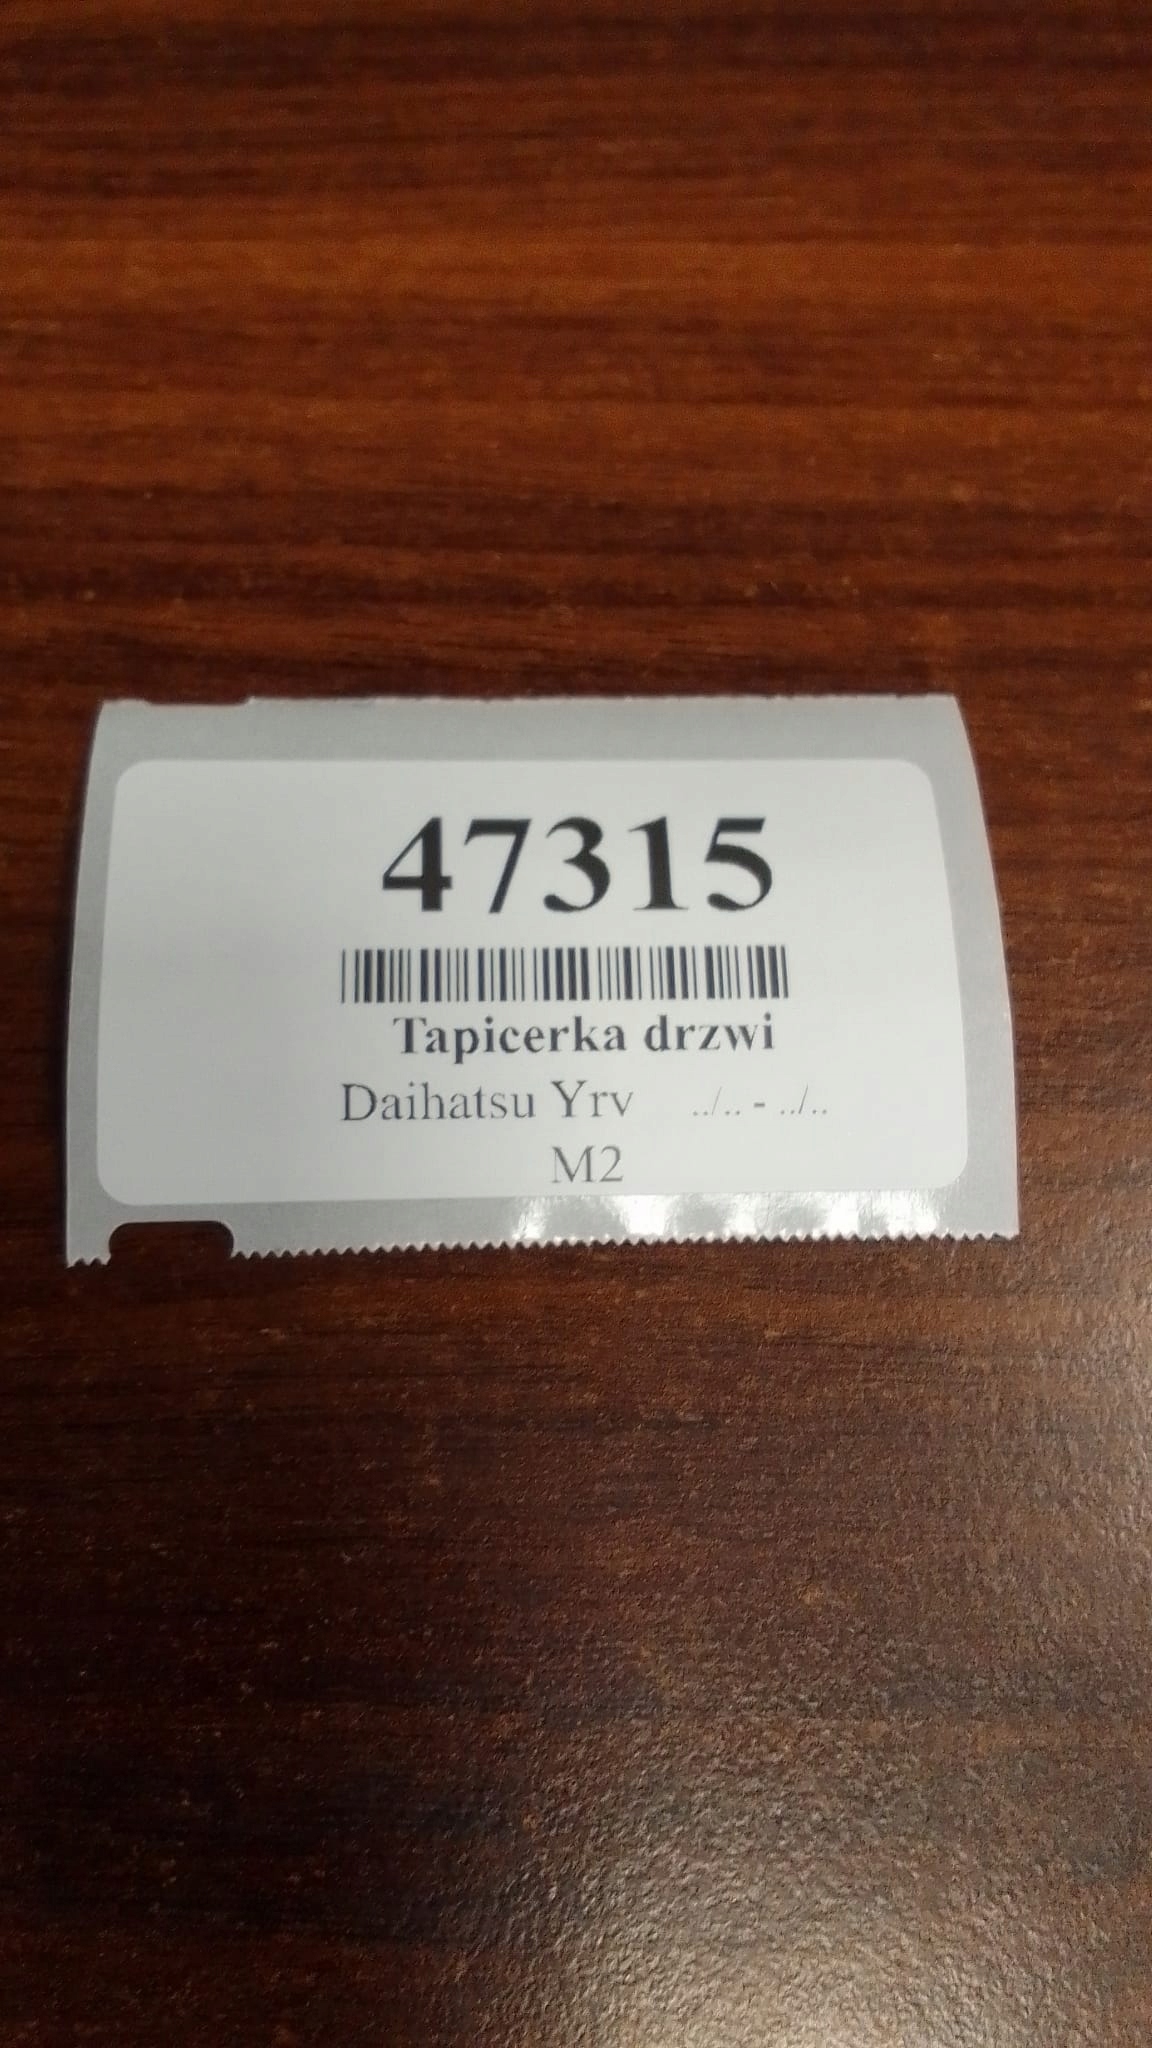 47315
Tapicerka drzwi
Daihatsu Yrv ../.. - ../..
M2